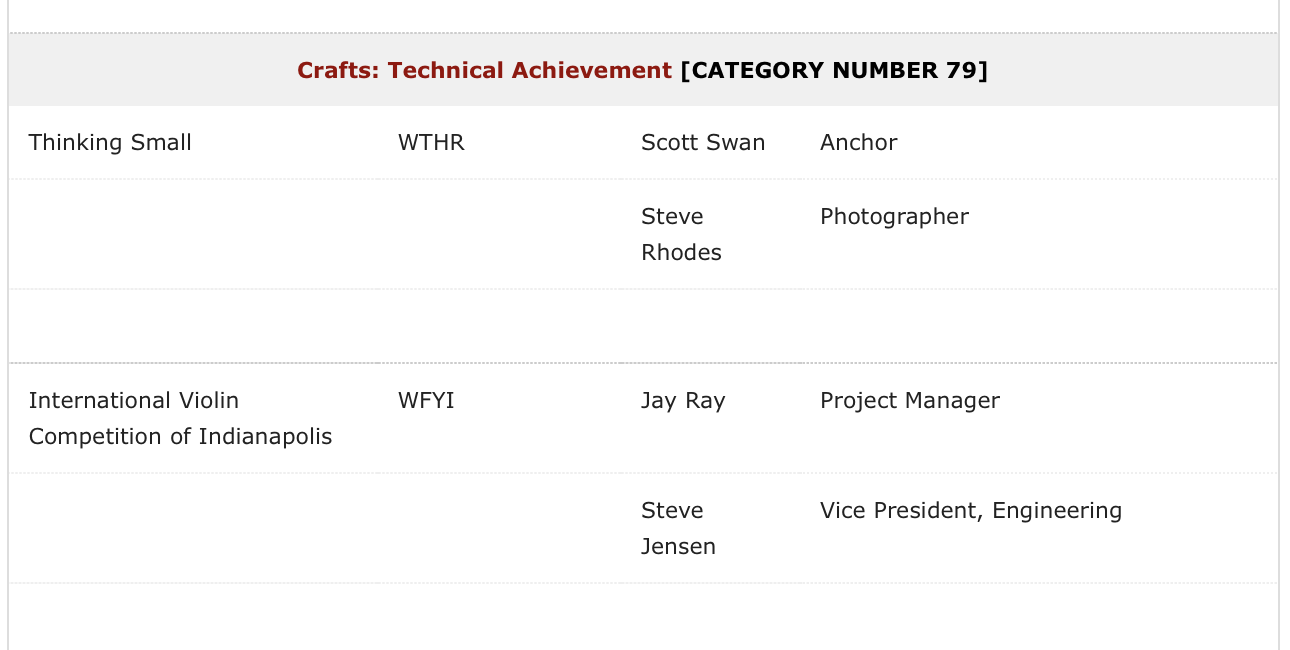 Crafts: Technical Achievement [CATEGORY NUMBER 79]
Thinking Small WTHR Scott Swan Anchor
Steve Photographer
Rhodes
International Violin WFYI Jay Ray Project Manager
Competition of Indianapolis
Steve Vice President, Engineering
Jensen